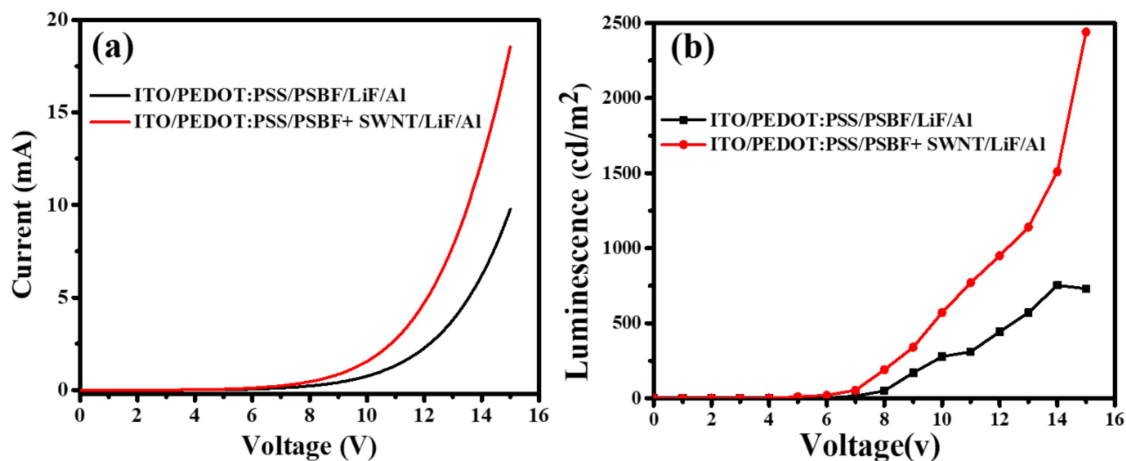 (a)
ITO/PEDOT:PSS/PSBF/LiF/Al
ITO/PEDOT:PSS/PSBF+ SWNT/LiF/Al
Current (mA)
20
15
10
5
0
0 2 4 6 8 10 12 14 16
Voltage (V)
(b)
ITO/PEDOT:PSS/PSBF/LiF/Al
ITO/PEDOT:PSS/PSBF+ SWNT/LiF/Al
Luminescence (cd/m²)
2500
2000
1500
1000
500
0
0 2 4 6 8 10 12 14 16
Voltage(v)